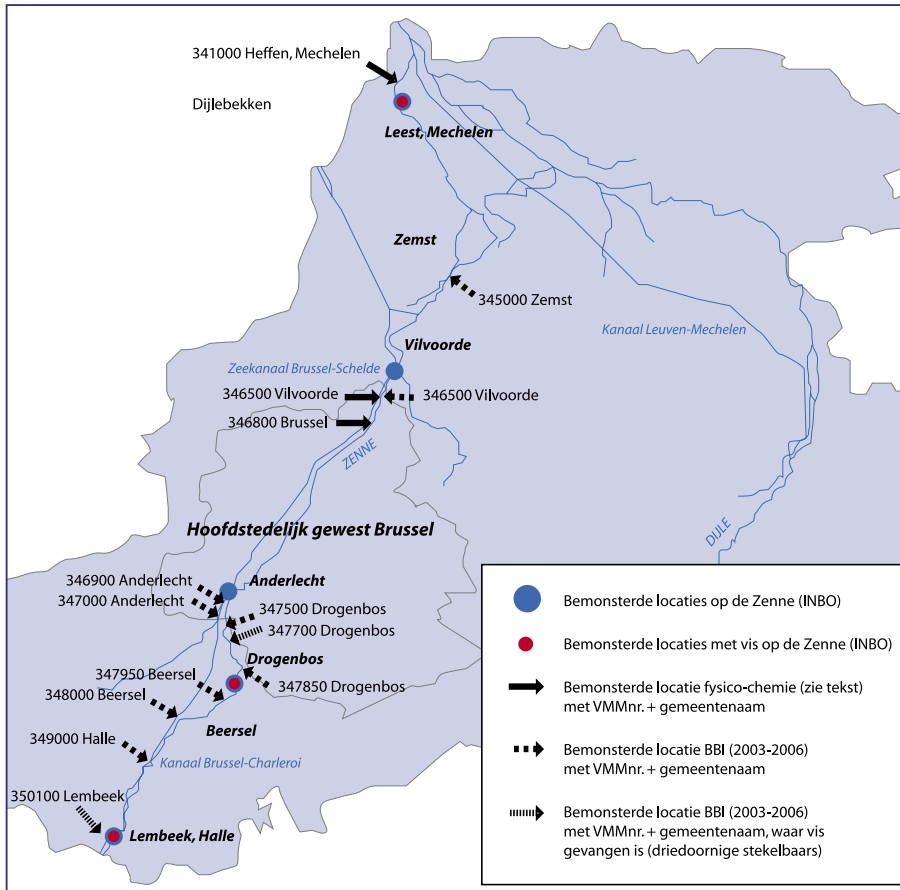 341000 Heffen, Mechelen
Dijlebekken
Leest, Mechelen
Zemst
345000 Zemst
Kanaal Leuven-Mechelen
Vilvoorde
Zeekanaal Brussel-Schelde
346500 Vilvoorde
346500 Vilvoorde
346800 Brussel
ZENNE
DIJLE
Hoofdstedelijk gewest Brussel
346900 Anderlecht
Anderlecht
347000 Anderlecht
347500 Drogenbos
347700 Drogenbos
Drogenbos
347950 Beersel
347850 Drogenbos
348000 Beersel
Beersel
349000 Halle
Kanaal Brussel-Charleroi
350100 Lembeek
Lembeek, Halle
Bemonsterde locaties op de Zenne (INBO)
Bemonsterde locaties met vis op de Zenne (INBO)
Bemonsterde locatie fysico-chemie (zie tekst)
met VMMnr. + gemeentenaam
Bemonsterde locatie BBI (2003-2006)
met VMMnr. + gemeentenaam
Bemonsterde locatie BBI (2003-2006)
met VMMnr. + gemeentenaam, waar vis
gevangen is (driedoornige stekelbaars)